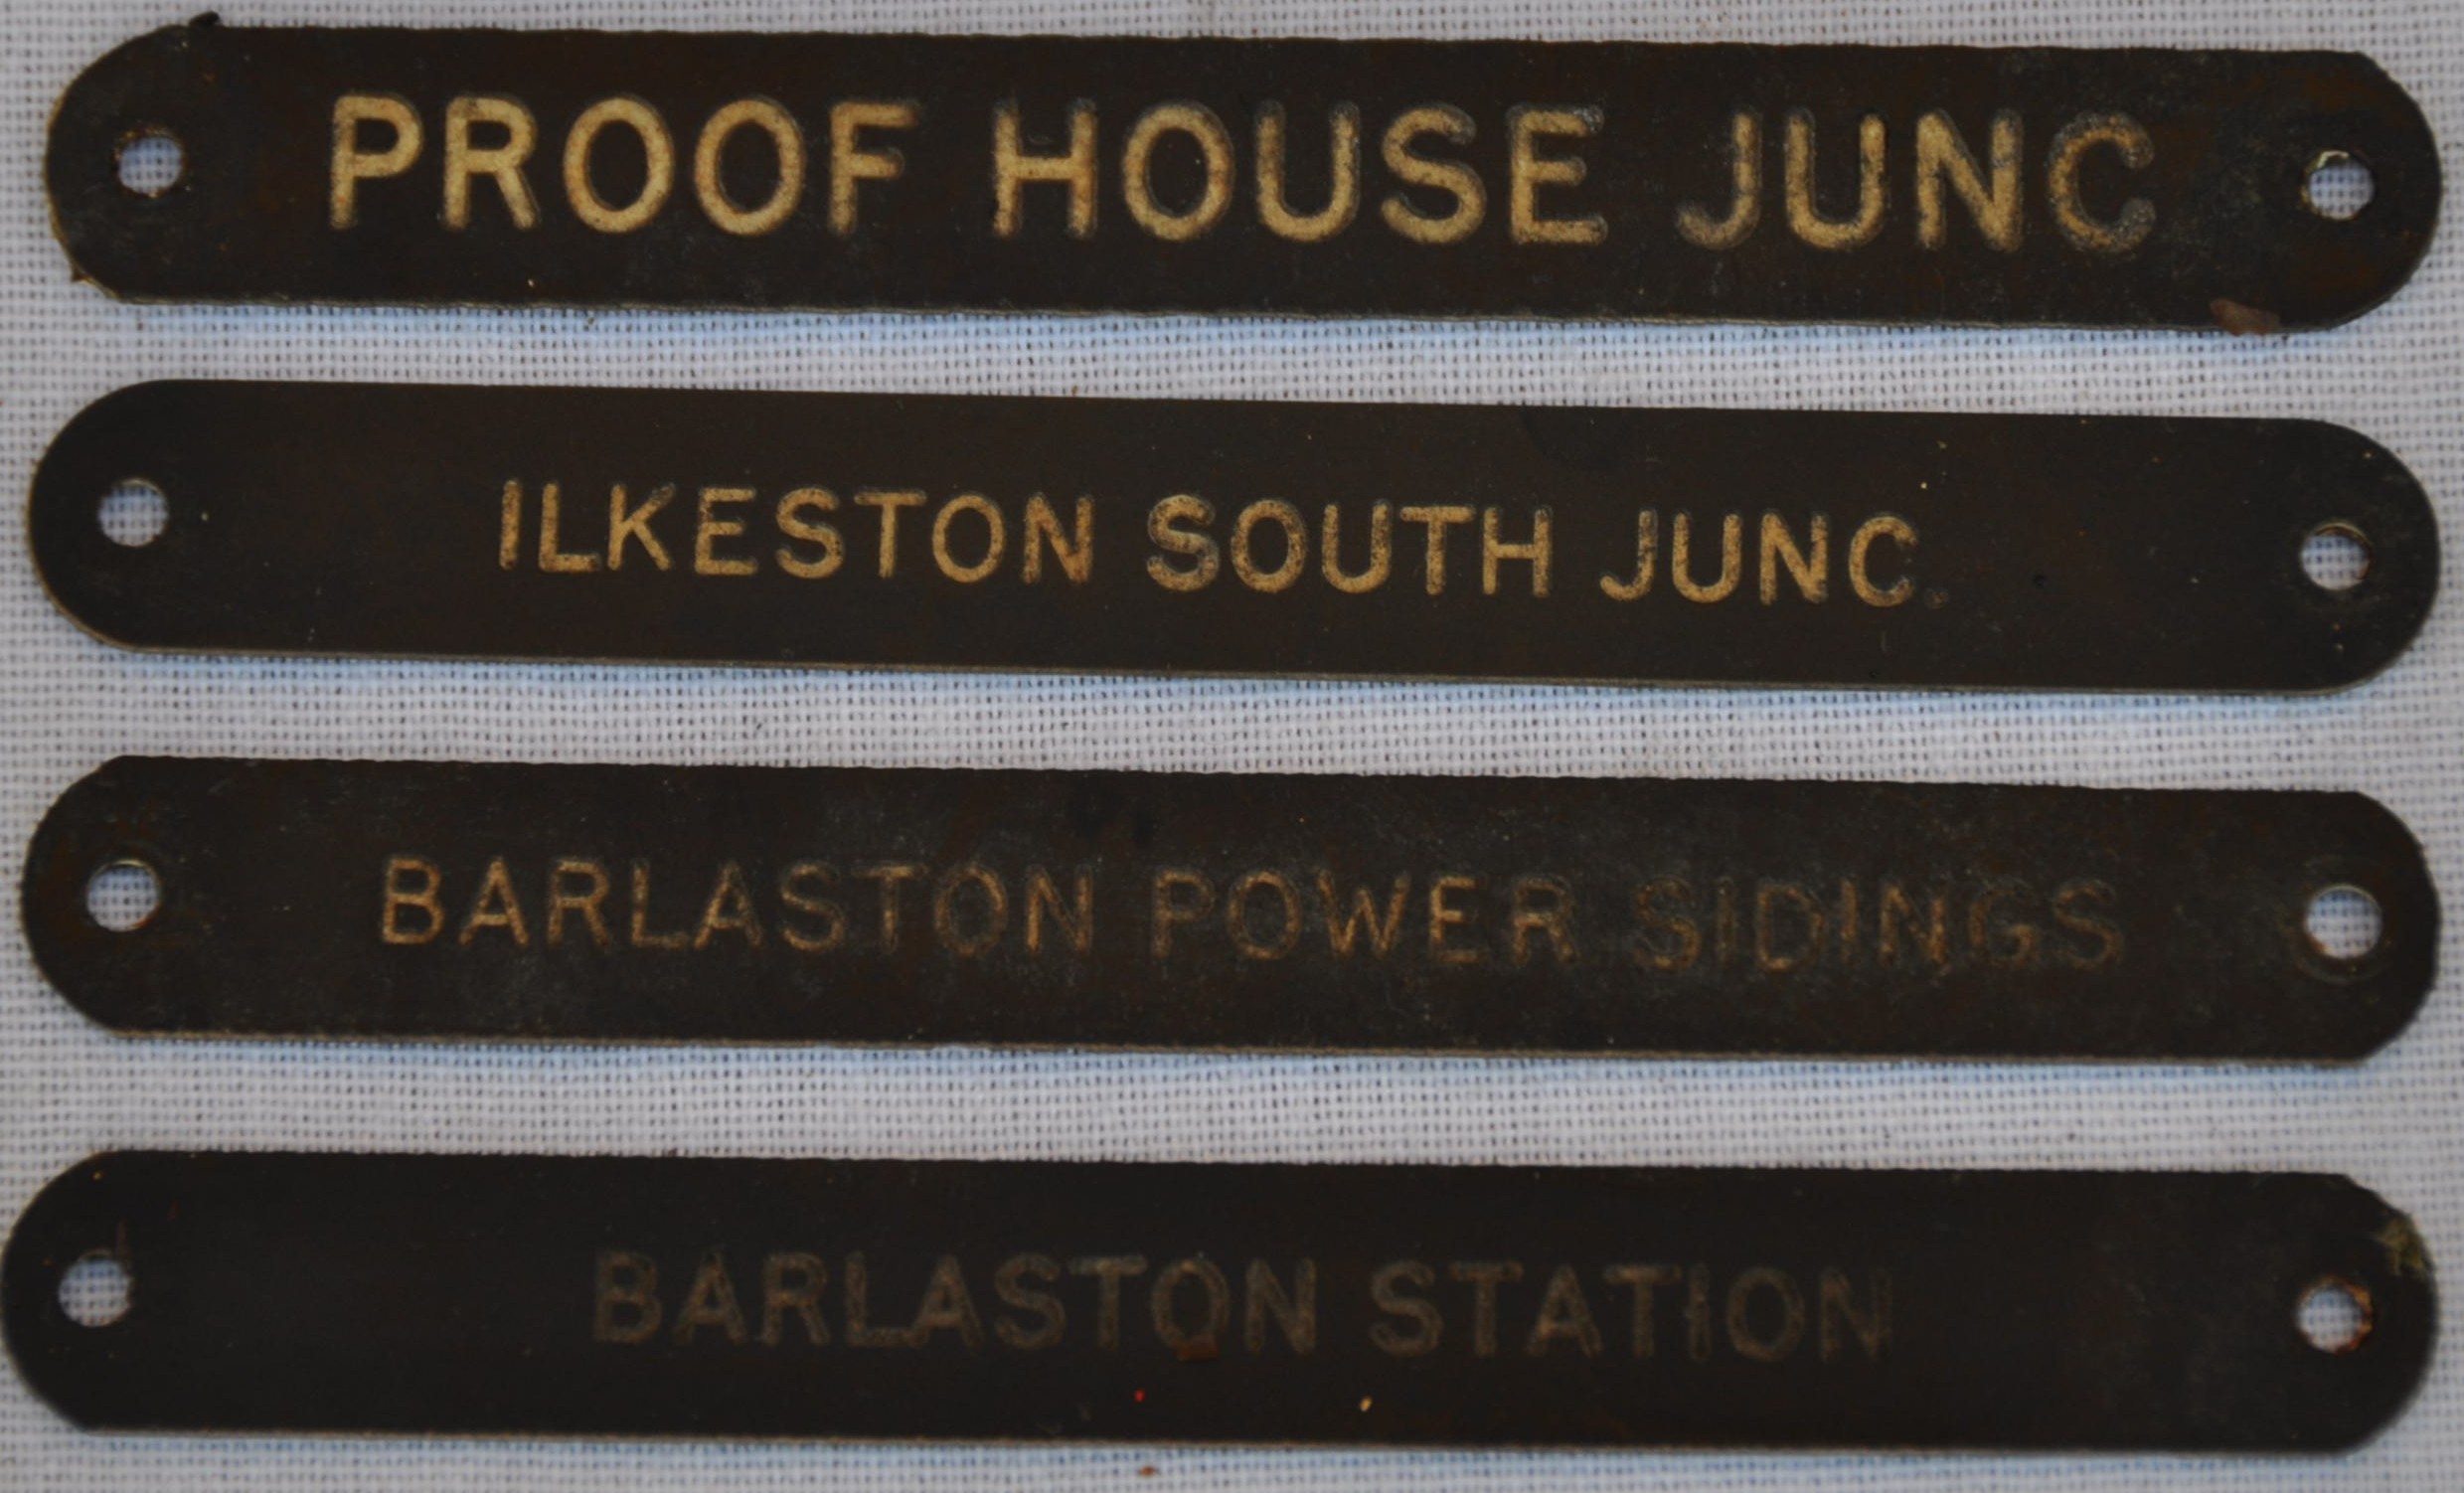 PROOF HOUSE JUNC
ILKESTON SOUTH JUNC.
BARLASTON POWER SIDINGS
BARLASTON STATION